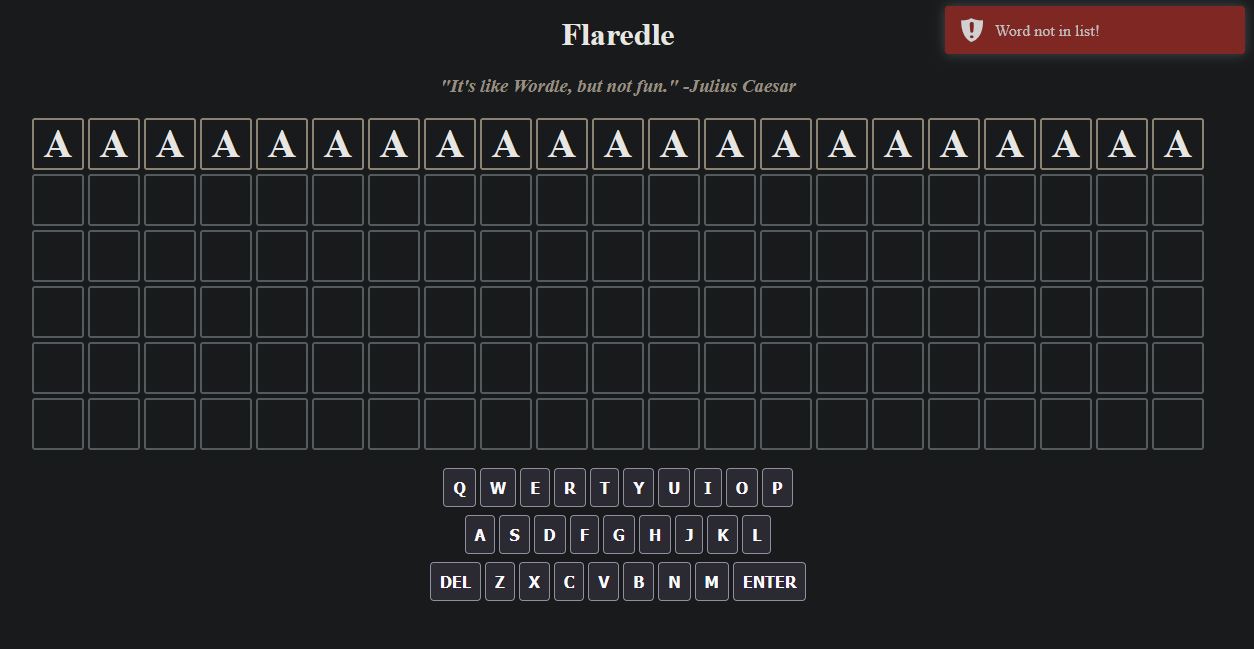 Flaredle
Word not in list!
"It's like Wordle, but not fun." -Julius Caesar
A A A A A A A A A A A A A A A A A A A A A
Q W E R T Y U I O P
A S D F G H J K L
DEL Z X C V B N M ENTER